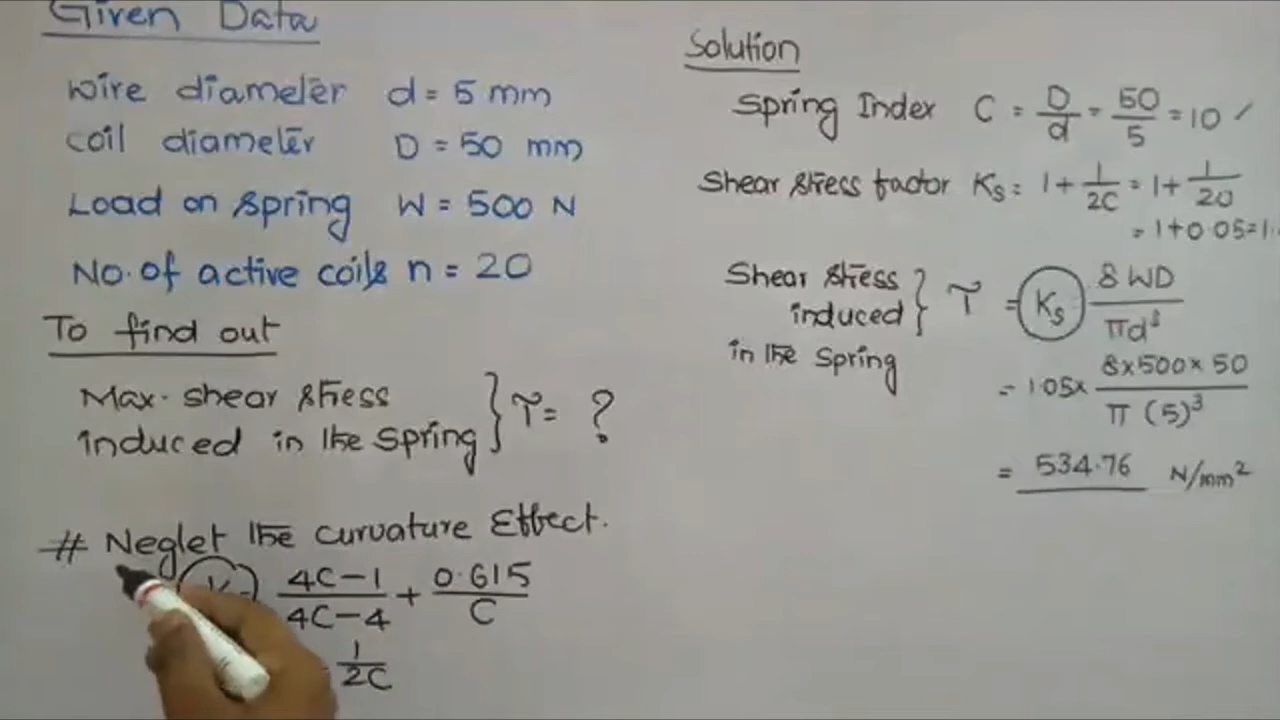 Given Data
Wire diameter d = 5 mm
coil diameter D = 50 mm
Load on spring W = 500 N
No. of active coils n = 20
To find out
Max. shear stress
induced in the spring } τ = ?
# Neglet the curvature Effect.
K 4C-1/4C-4 + 0.615/C
1/2C
Solution
Spring Index C = D/d = 50/5 = 10
Shear stress factor Ks = 1 + 1/2C = 1 + 1/20
= 1+0.05=1.
Shear stress
induced } τ = Ks 8WD/πd³
in the spring
= 1.05 x 8x500x50/π(5)³
= 534.76 N/mm²